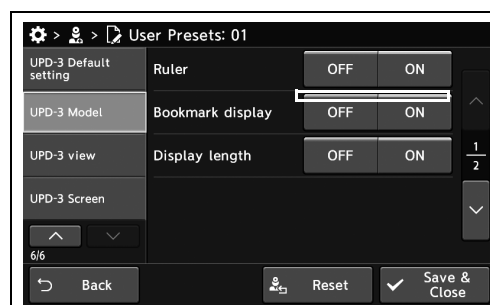 > > User Presets: 01
UPD-3 Default
setting
Ruler
OFF
ON
UPD-3 Model
Bookmark display
OFF
ON
UPD-3 view
Display length
OFF
ON
1
2
UPD-3 Screen
6/6
Back
Reset
Save &
Close